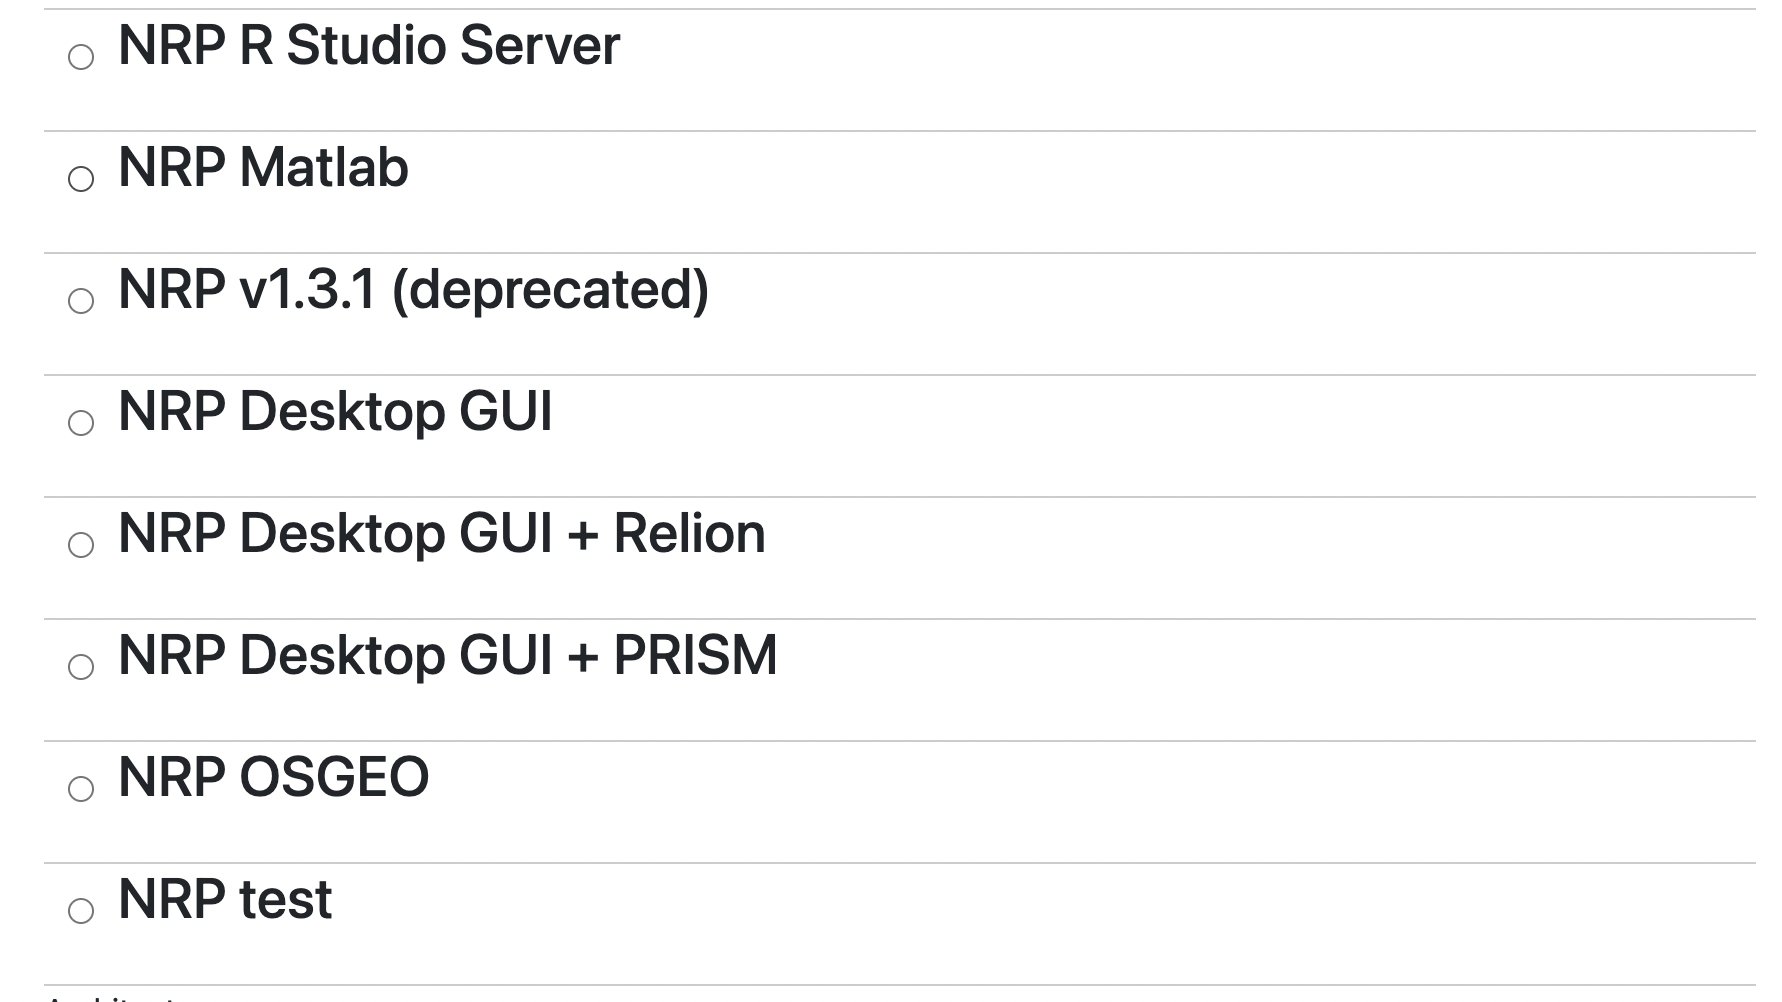 NRP R Studio Server
NRP Matlab
NRP v1.3.1 (deprecated)
NRP Desktop GUI
NRP Desktop GUI + Relion
NRP Desktop GUI + PRISM
NRP OSGEO
NRP test